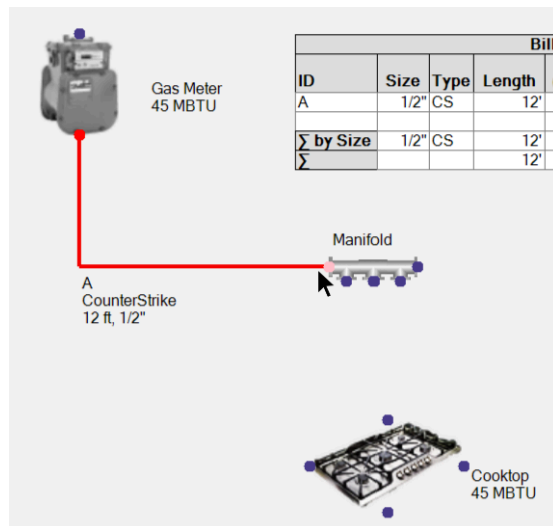 Gas Meter
45 MBTU
Bill
ID Size Type Length
A 1/2" CS 12'
∑ by Size 1/2" CS 12'
∑ 12'
Manifold
A
CounterStrike
12 ft, 1/2"
Cooktop
45 MBTU